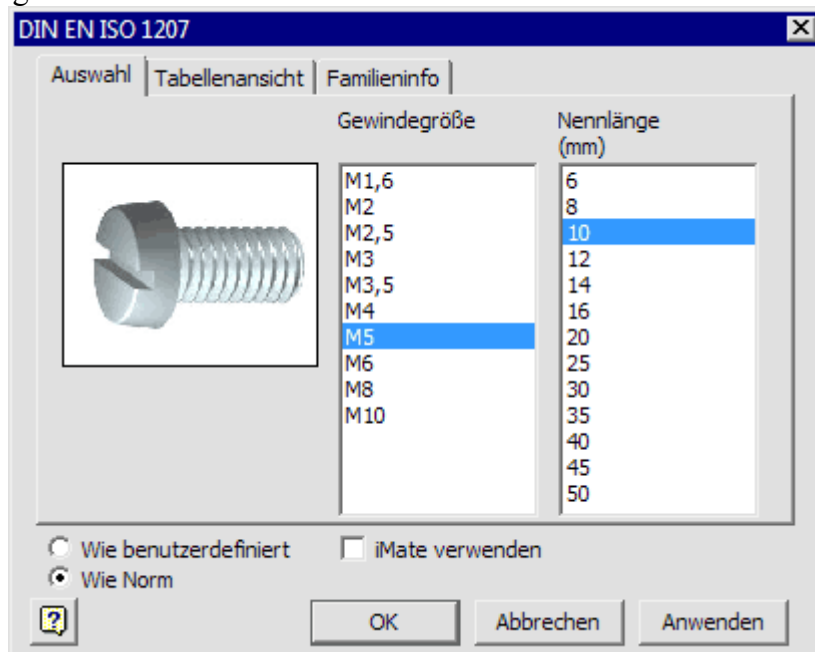 DIN EN ISO 1207
Auswahl Tabellenansicht Familieninfo
Gewindegröße
Nennlänge
(mm)
M1,6
M2
M2,5
M3
M3,5
M4
M5
M6
M8
M10
6
8
10
12
14
16
20
25
30
35
40
45
50
Wie benutzerdefiniert
iMate verwenden
Wie Norm
OK Abbrechen Anwenden